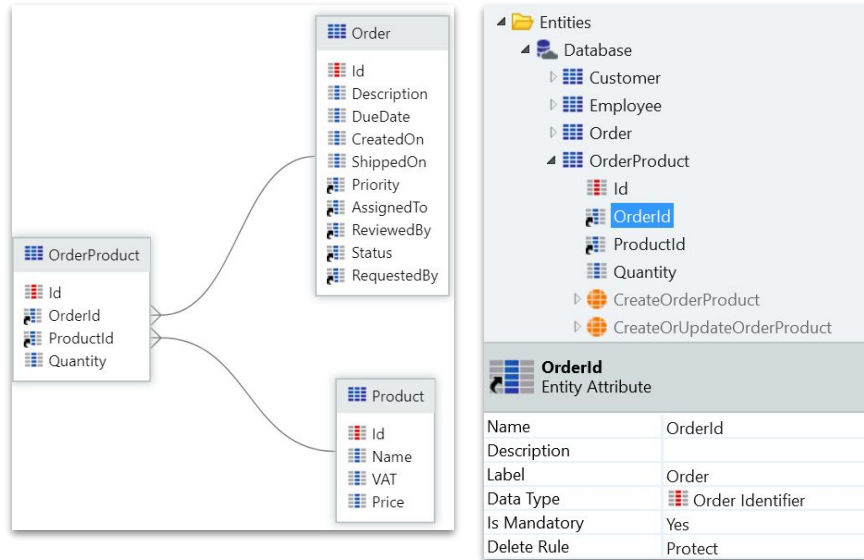 Order
Id
Description
DueDate
CreatedOn
ShippedOn
Priority
AssignedTo
ReviewedBy
Status
RequestedBy
OrderProduct
Id
OrderId
ProductId
Quantity
Product
Id
Name
VAT
Price
Entities
Database
Customer
Employee
Order
OrderProduct
Id
OrderId
ProductId
Quantity
CreateOrderProduct
CreateOrUpdateOrderProduct
OrderId
Entity Attribute
Name OrderId
Description
Label Order
Data Type Order Identifier
Is Mandatory Yes
Delete Rule Protect